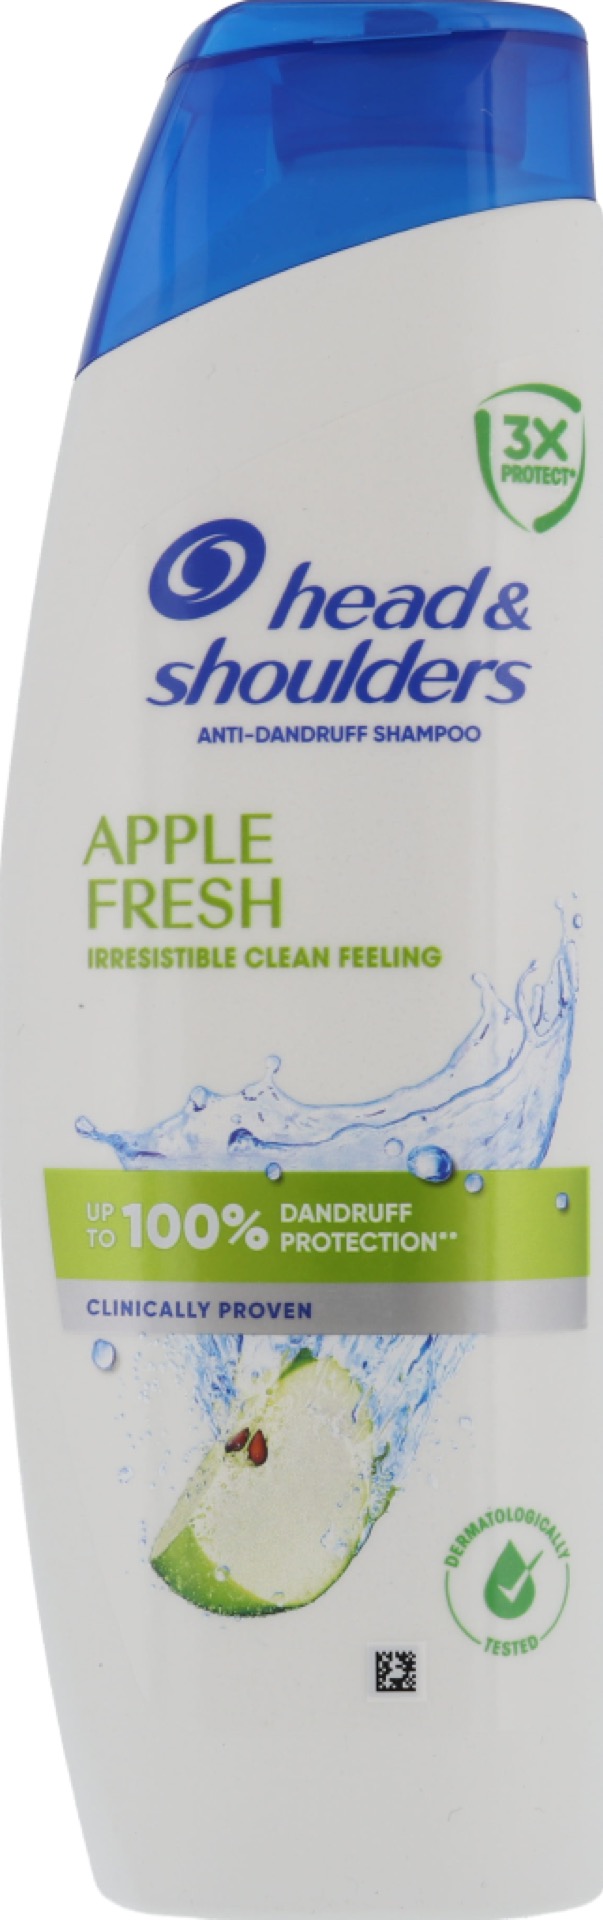 3X
PROTECT*
head &
shoulders
ANTI-DANDRUFF SHAMPOO
APPLE
FRESH
IRRESISTIBLE CLEAN FEELING
UP TO 100% DANDRUFF
PROTECTION**
CLINICALLY PROVEN
DERMATOLOGICALLY
TESTED